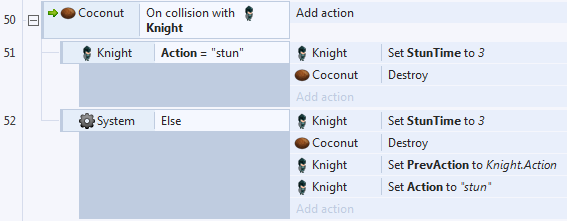 50 Coconut On collision with Knight Add action
51 Knight Action = "stun" Knight Set StunTime to 3
Coconut Destroy
Add action
52 System Else Knight Set StunTime to 3
Coconut Destroy
Knight Set PrevAction to Knight.Action
Knight Set Action to "stun"